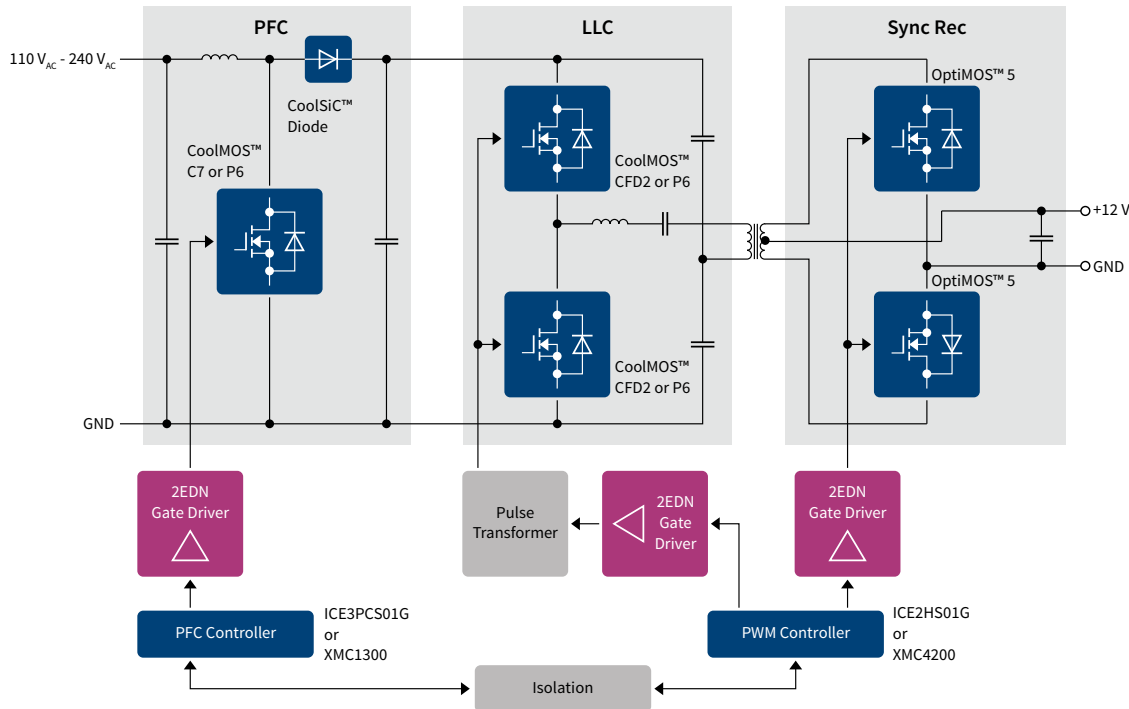 PFC
LLC
Sync Rec
110 V_AC - 240 V_AC
CoolSiC™
Diode
CoolMOS™
C7 or P6
CoolMOS™
CFD2 or P6
OptiMOS™ 5
+12 V
GND
OptiMOS™ 5
CoolMOS™
CFD2 or P6
GND
2EDN
Gate Driver
Pulse
Transformer
2EDN
Gate
Driver
2EDN
Gate Driver
PFC Controller
ICE3PCS01G
or
XMC1300
PWM Controller
ICE2HS01G
or
XMC4200
Isolation